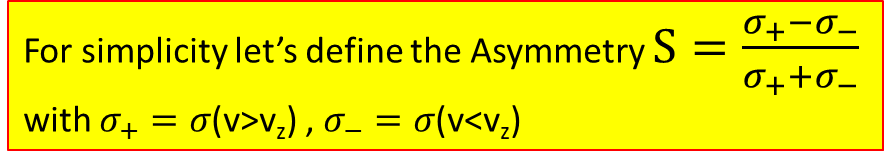 For simplicity let’s define the Asymmetry S = (σ₊−σ₋)/(σ₊+σ₋)
with σ₊ = σ(v>v_z) , σ₋ = σ(v<v_z)